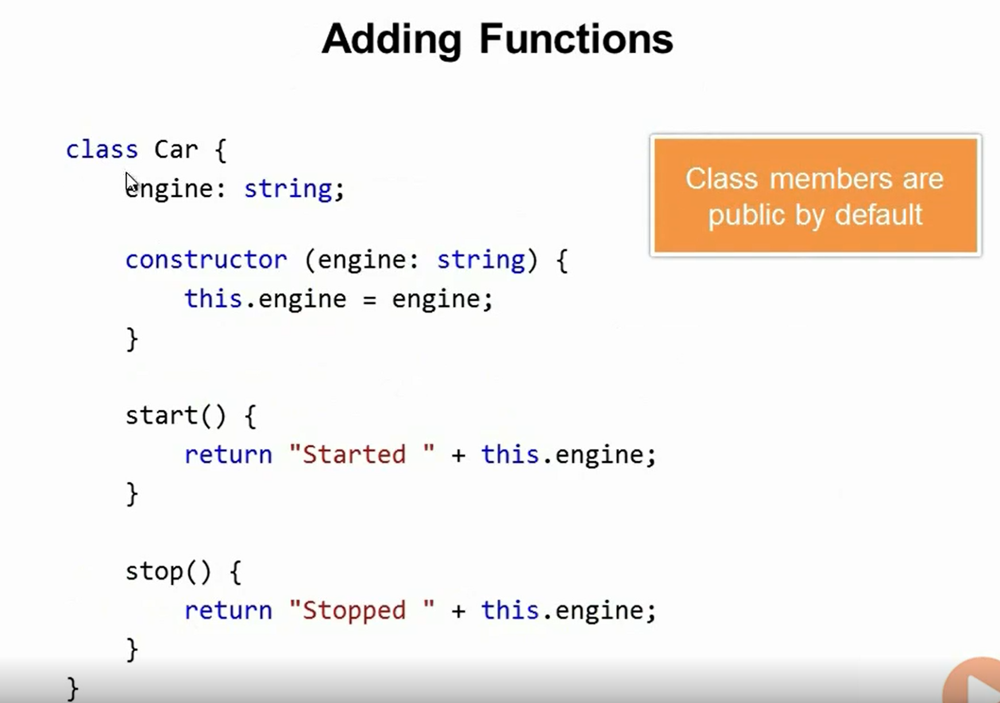 Adding Functions
class Car {
engine: string;
Class members are
public by default
constructor (engine: string) {
this.engine = engine;
}
start() {
return "Started " + this.engine;
}
stop() {
return "Stopped " + this.engine;
}
}